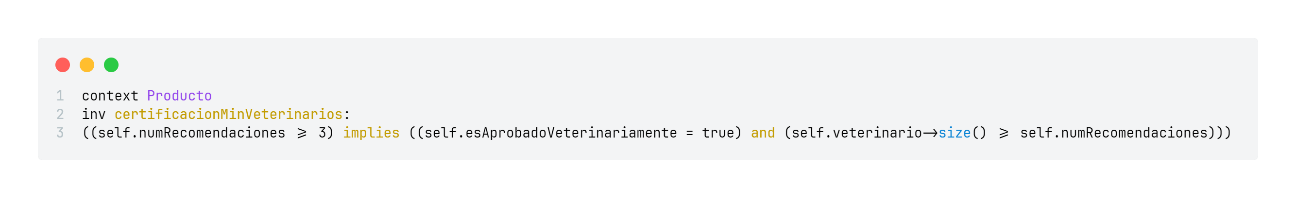 1 context Producto
2 inv certificacionMinVeterinarios:
3 ((self.numRecomendaciones ⩾ 3) implies ((self.esAprobadoVeterinariamente = true) and (self.veterinario→size() ⩾ self.numRecomendaciones)))